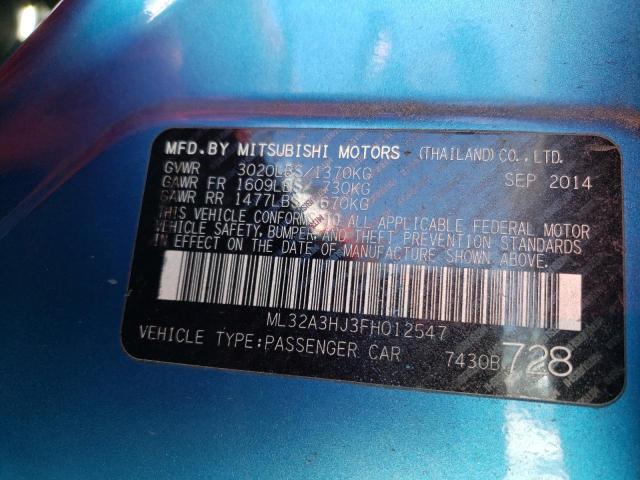 MFD.BY MITSUBISHI MOTORS (THAILAND) CO., LTD.
GVWR 3020LBS/1370KG SEP 2014
GAWR FR 1609LBS/ 730KG
GAWR RR 1477LBS/ 670KG
THIS VEHICLE CONFORMS TO ALL APPLICABLE FEDERAL MOTOR
VEHICLE SAFETY, BUMPER, AND THEFT PREVENTION STANDARDS
IN EFFECT ON THE DATE OF MANUFACTURE SHOWN ABOVE.
ML32A3HJ3FH012547
VEHICLE TYPE:PASSENGER CAR 7430B 728